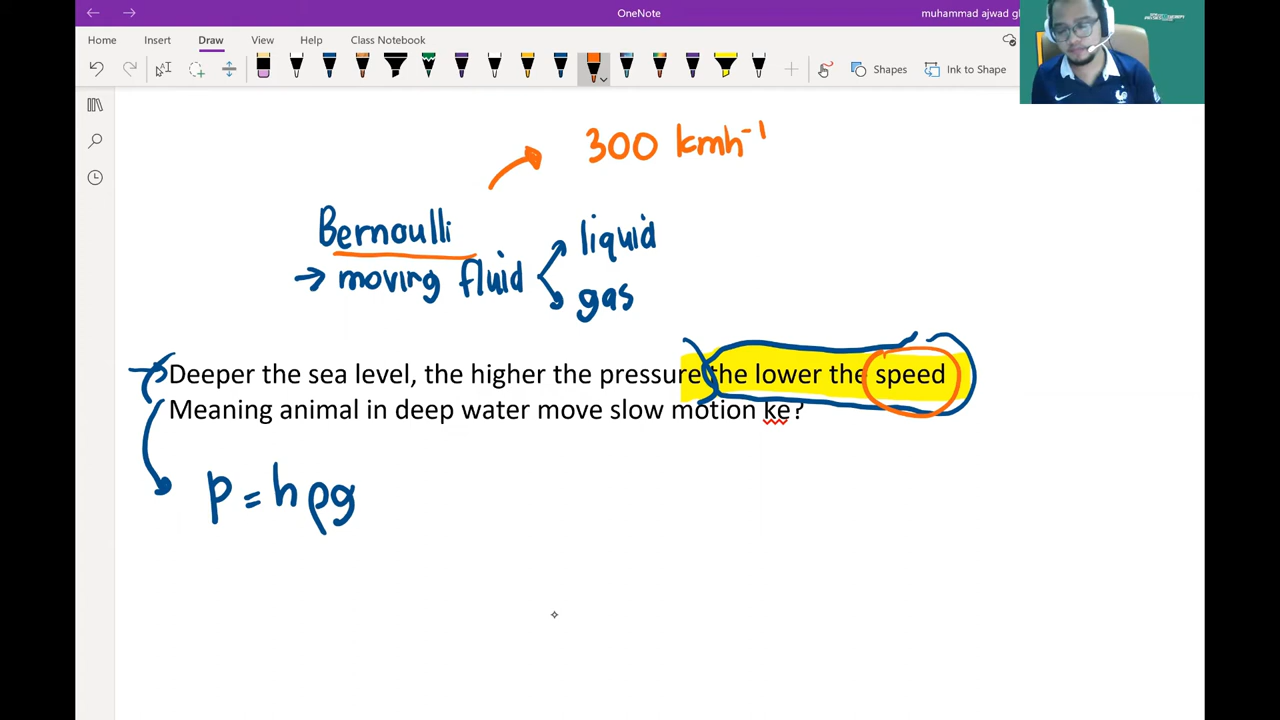 OneNote
muhammad ajwad gh
Home Insert Draw View Help Class Notebook
Shapes Ink to Shape
300 kmh⁻¹
Bernoulli
→ moving fluid
liquid
gas
Deeper the sea level, the higher the pressure the lower the speed
Meaning animal in deep water move slow motion ke?
p = hρg